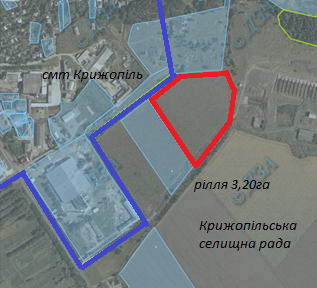 смт Крижопіль
рілля 3,20га
Крижопільська
селищна рада